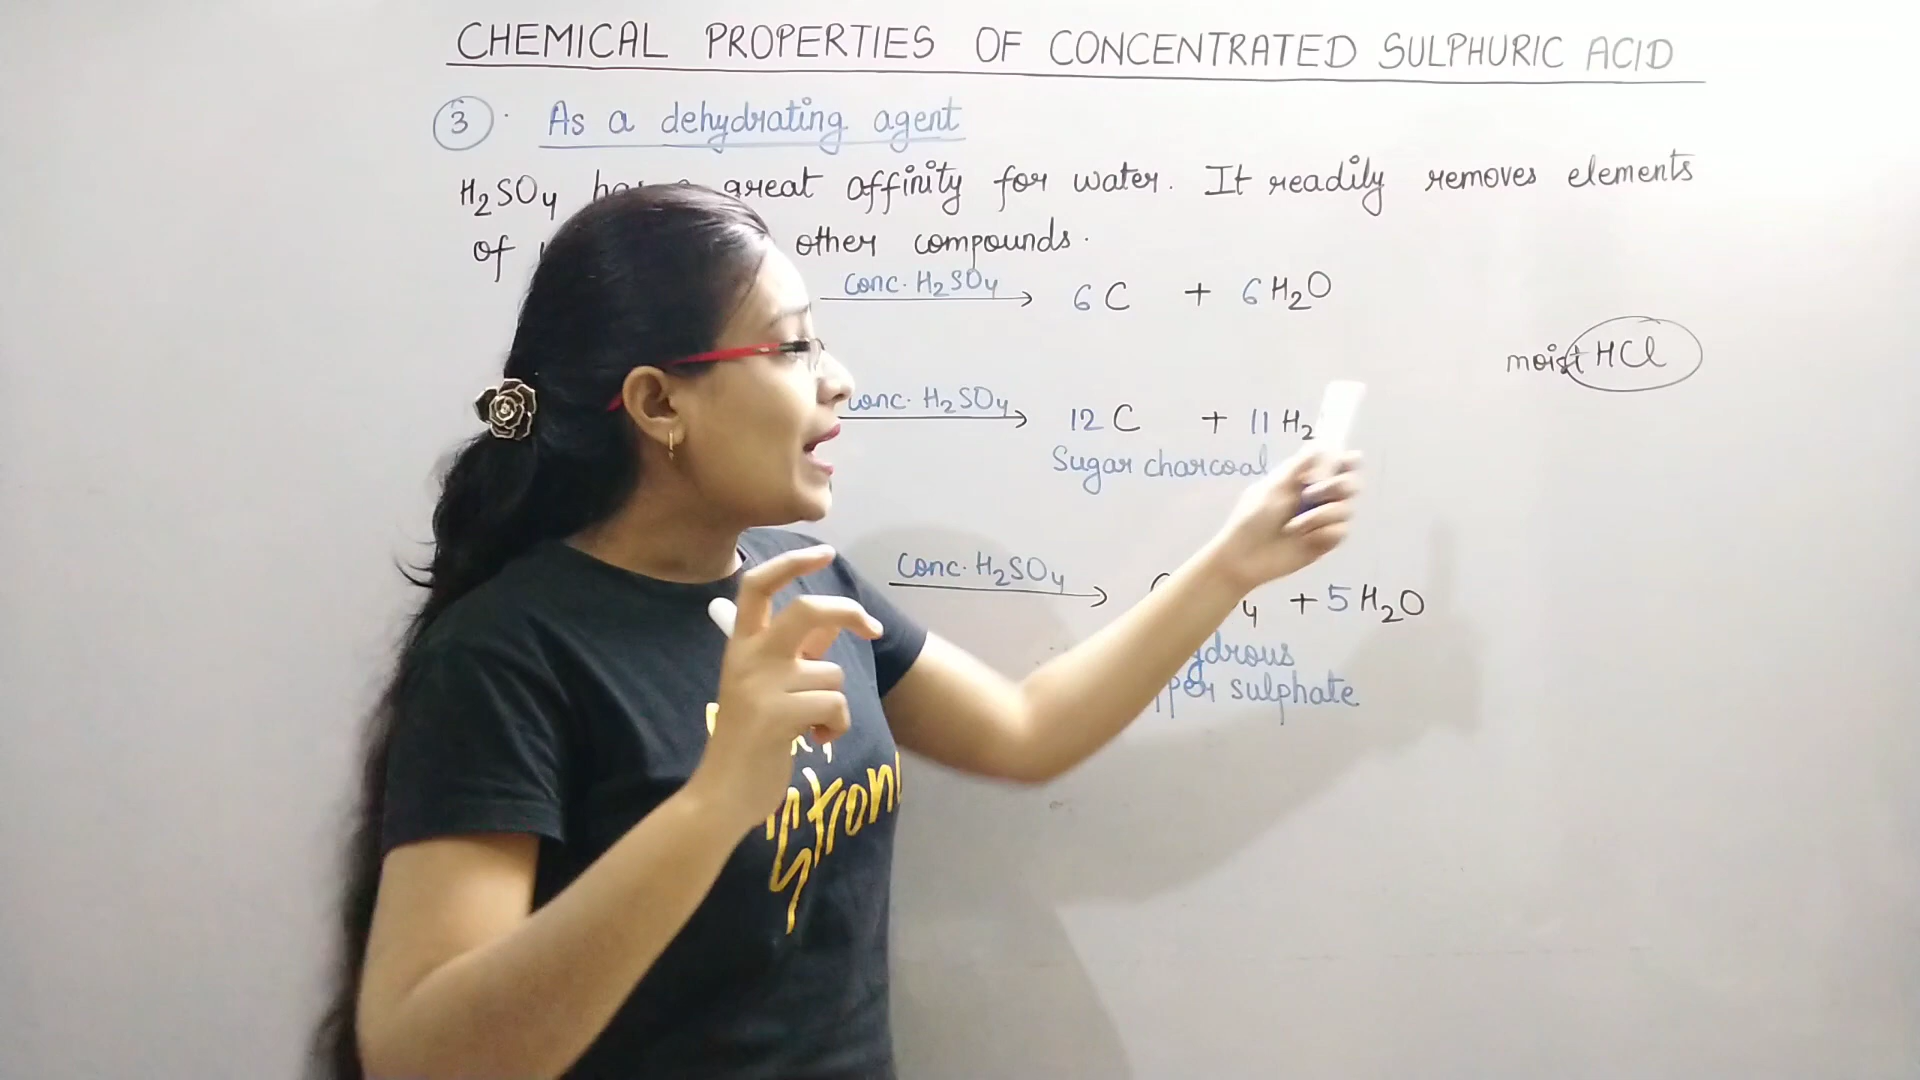 CHEMICAL PROPERTIES OF CONCENTRATED SULPHURIC ACID
3. As a dehydrating agent
H₂SO₄ great affinity for water. It readily removes elements
of other compounds.
Conc. H₂SO₄ → 6C + 6H₂O
moist HCl
conc. H₂SO₄ → 12C + 11H₂
Sugar charcoal
Conc. H₂SO₄ → + 5H₂O
sulphate